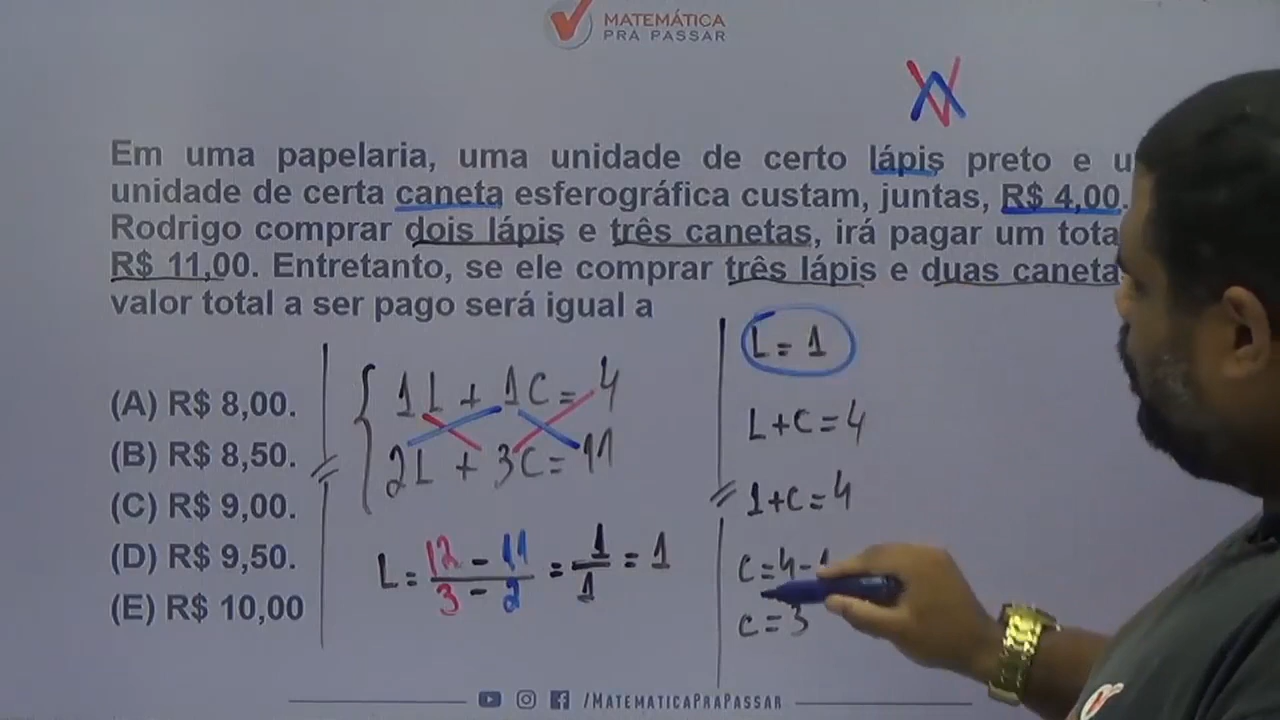 MATEMÁTICA
PRA PASSAR
Em uma papelaria, uma unidade de certo lápis preto e u
unidade de certa caneta esferográfica custam, juntas, R$ 4,00.
Rodrigo comprar dois lápis e três canetas, irá pagar um tota
R$ 11,00. Entretanto, se ele comprar três lápis e duas caneta
valor total a ser pago será igual a
(A) R$ 8,00.
(B) R$ 8,50.
(C) R$ 9,00.
(D) R$ 9,50.
(E) R$ 10,00
1L + 1C = 4
2L + 3C = 11
L = 12 - 11 / 3 - 2 = 1 / 1 = 1
L = 1
L + C = 4
1 + C = 4
C = 4 - 1
C = 3
/MATEMATICAPRAPASSAR